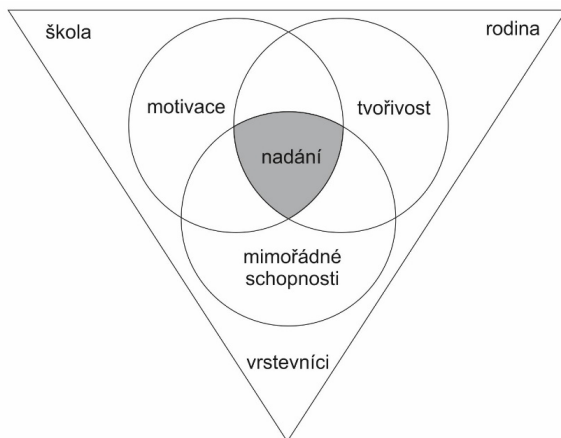 škola
rodina
motivace
tvořivost
nadání
mimořádné
schopnosti
vrstevníci